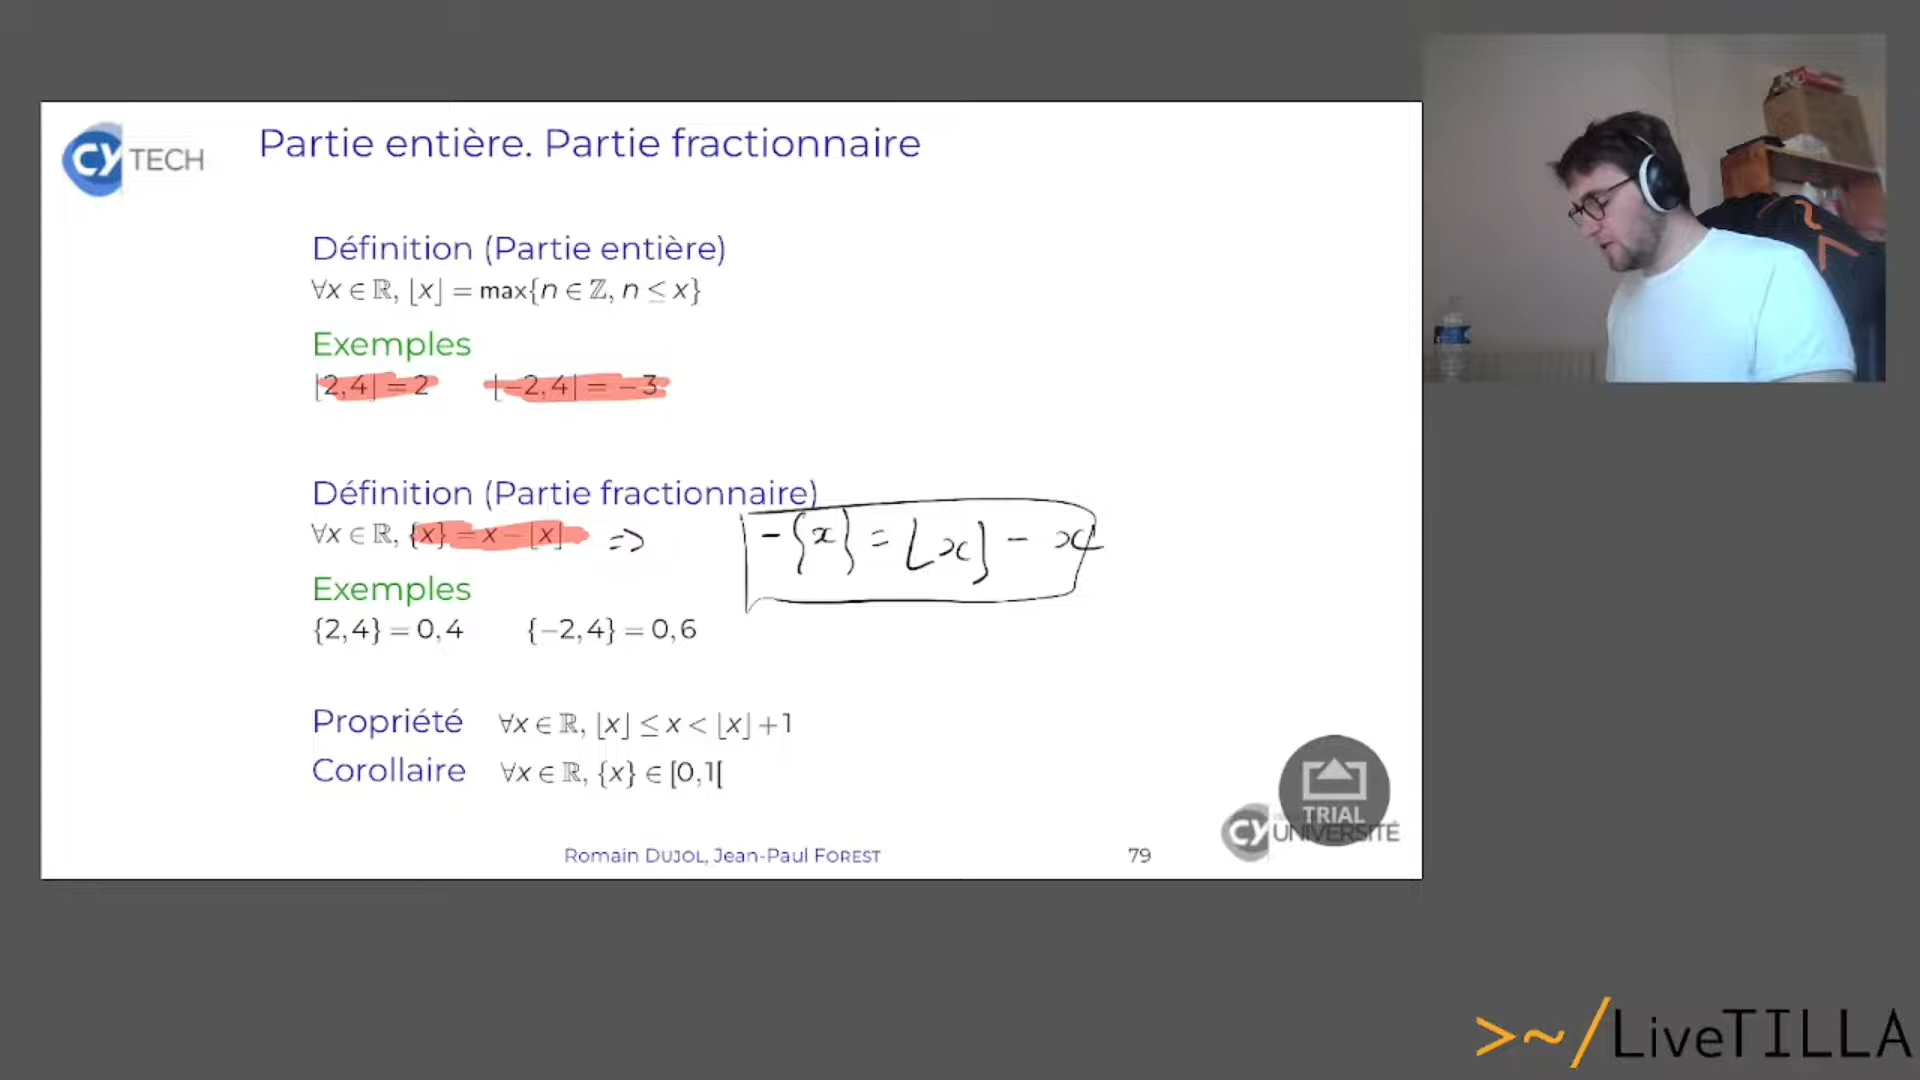 CY TECH
Partie entière. Partie fractionnaire
Définition (Partie entière)
∀x ∈ ℝ, ⌊x⌋ = max{n ∈ ℤ, n ≤ x}
Exemples
⌊2,4⌋ = 2 ⌊−2,4⌋ = −3
Définition (Partie fractionnaire)
∀x ∈ ℝ, {x} = x − ⌊x⌋ => -{x} = ⌊x⌋ - x
Exemples
{2,4} = 0,4 {−2,4} = 0,6
Propriété ∀x ∈ ℝ, ⌊x⌋ ≤ x < ⌊x⌋ + 1
Corollaire ∀x ∈ ℝ, {x} ∈ [0,1[
TRIAL
CY UNIVERSITÉ
Romain DUJOL, Jean-Paul FOREST 79
>~/LiveTILLA